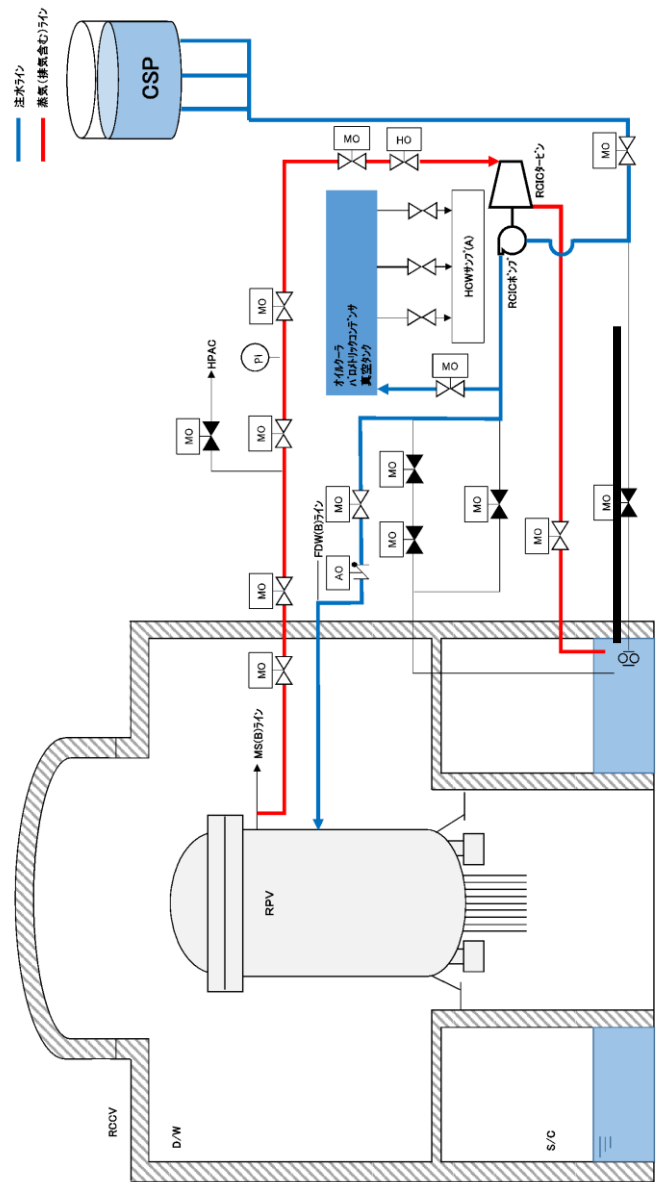 注水ライン
蒸気(排気含む)ライン
CSP
MO
HO
MO
RCICタービン
MO
PI
HPAC
MO
MO
オイルクーラ
バロメトリックコンデンサ
真空タンク
HCWサンプ(A)
RCICポンプ
MO
MO
FDW(B)ライン
AO
MO
MO
MO
MO
MO
MO
MO
MS(B)ライン
RPV
RCCV
D/W
S/C